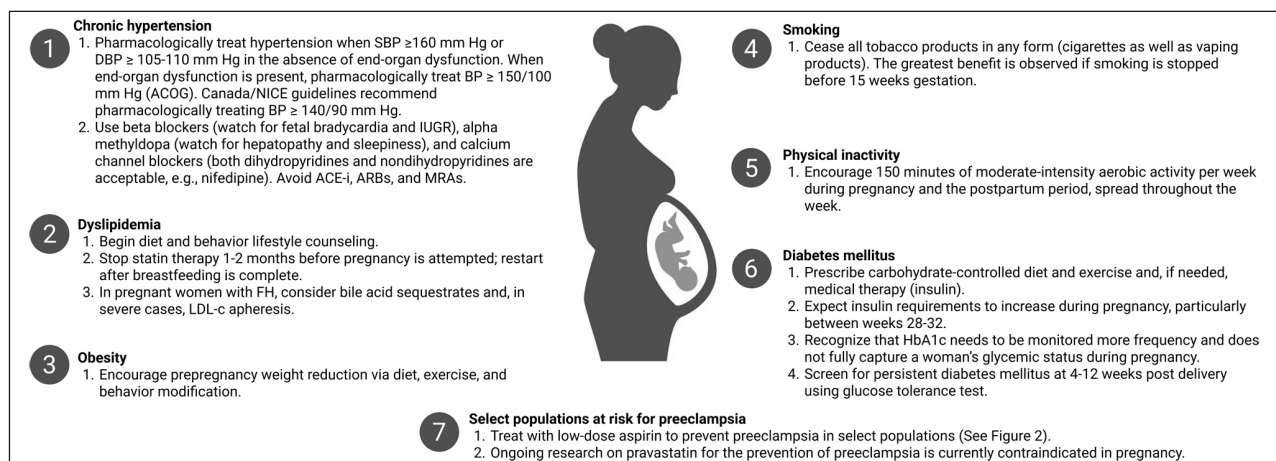 1
Chronic hypertension
1. Pharmacologically treat hypertension when SBP ≥160 mm Hg or
DBP ≥ 105-110 mm Hg in the absence of end-organ dysfunction. When
end-organ dysfunction is present, pharmacologically treat BP ≥ 150/100
mm Hg (ACOG). Canada/NICE guidelines recommend
pharmacologically treating BP ≥ 140/90 mm Hg.
2. Use beta blockers (watch for fetal bradycardia and IUGR), alpha
methyldopa (watch for hepatopathy and sleepiness), and calcium
channel blockers (both dihydropyridines and nondihydropyridines are
acceptable, e.g., nifedipine). Avoid ACE-i, ARBs, and MRAs.
2
Dyslipidemia
1. Begin diet and behavior lifestyle counseling.
2. Stop statin therapy 1-2 months before pregnancy is attempted; restart
after breastfeeding is complete.
3. In pregnant women with FH, consider bile acid sequestrates and, in
severe cases, LDL-c apheresis.
3
Obesity
1. Encourage prepregnancy weight reduction via diet, exercise, and
behavior modification.
4
Smoking
1. Cease all tobacco products in any form (cigarettes as well as vaping
products). The greatest benefit is observed if smoking is stopped
before 15 weeks gestation.
5
Physical inactivity
1. Encourage 150 minutes of moderate-intensity aerobic activity per week
during pregnancy and the postpartum period, spread throughout the
week.
6
Diabetes mellitus
1. Prescribe carbohydrate-controlled diet and exercise and, if needed,
medical therapy (insulin).
2. Expect insulin requirements to increase during pregnancy, particularly
between weeks 28-32.
3. Recognize that HbA1c needs to be monitored more frequency and does
not fully capture a woman's glycemic status during pregnancy.
4. Screen for persistent diabetes mellitus at 4-12 weeks post delivery
using glucose tolerance test.
7
Select populations at risk for preeclampsia
1. Treat with low-dose aspirin to prevent preeclampsia in select populations (See Figure 2).
2. Ongoing research on pravastatin for the prevention of preeclampsia is currently contraindicated in pregnancy.